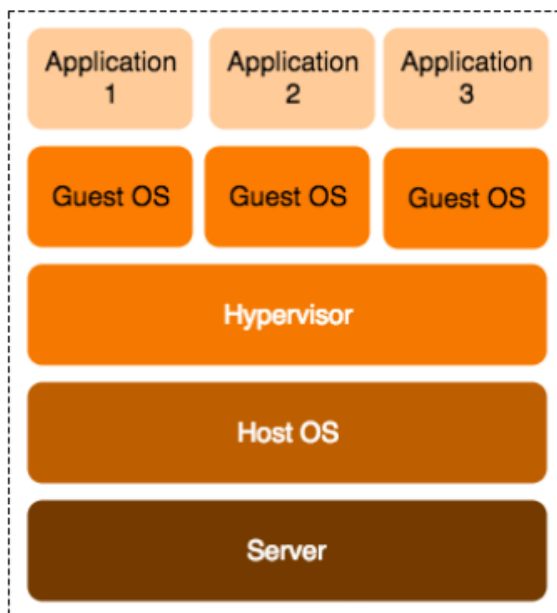 Application
1
Application
2
Application
3
Guest OS
Guest OS
Guest OS
Hypervisor
Host OS
Server